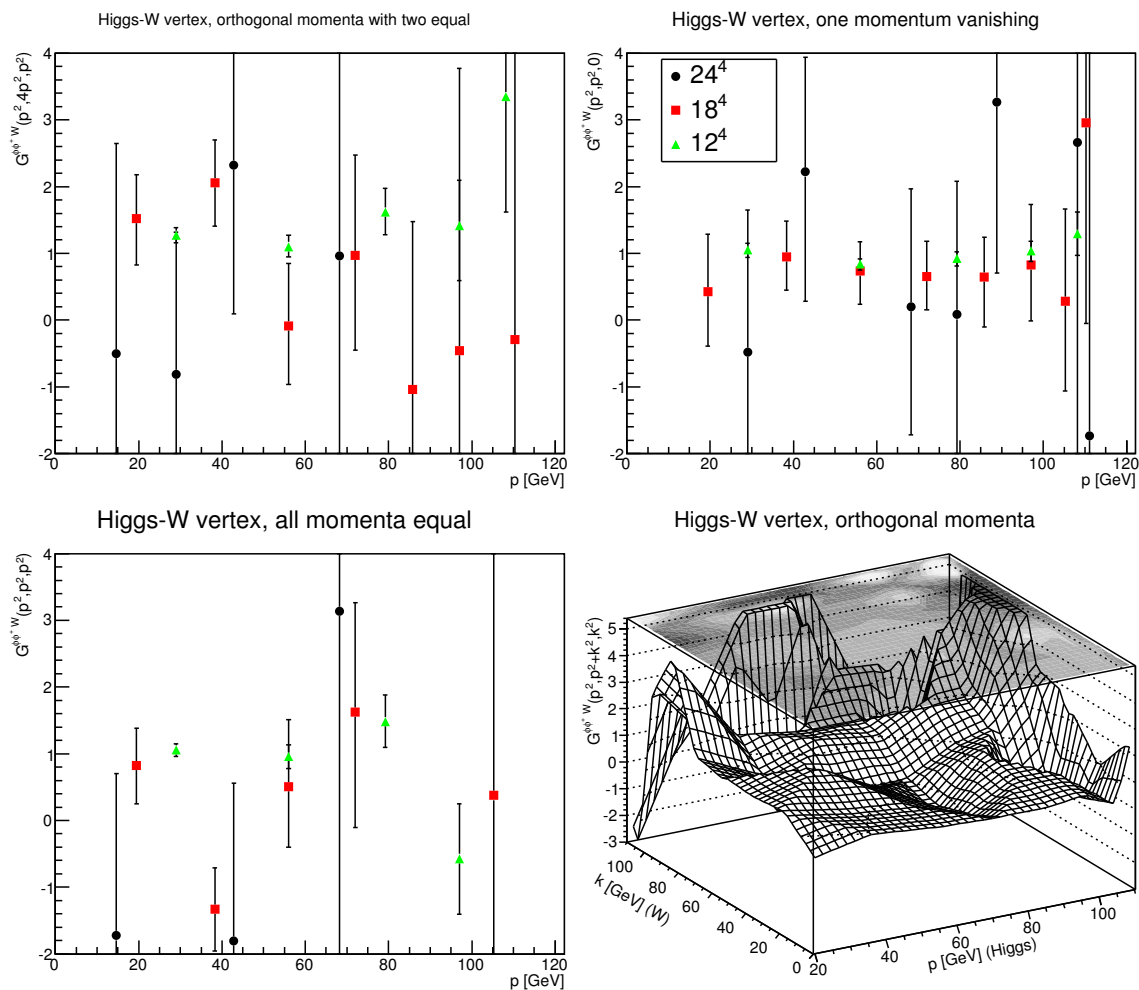 Higgs-W vertex, orthogonal momenta with two equal
G^ϕϕ⁺W(p²,4p²,p²)
4
3
2
1
0
-1
-2
0 20 40 60 80 100 120
p [GeV]
Higgs-W vertex, one momentum vanishing
G^ϕϕ⁺W(p²,p²,0)
4
3
2
1
0
-1
-2
24⁴
18⁴
12⁴
0 20 40 60 80 100 120
p [GeV]
Higgs-W vertex, all momenta equal
G^ϕϕ⁺W(p²,p²,p²)
4
3
2
1
0
-1
-2
0 20 40 60 80 100 120
p [GeV]
Higgs-W vertex, orthogonal momenta
G^ϕϕ⁺W(p²,p²+k²,k²)
5
4
3
2
1
0
-1
-2
-3
100 80 60 40 20 0
k [GeV] (W)
20 40 60 80 100
p [GeV] (Higgs)